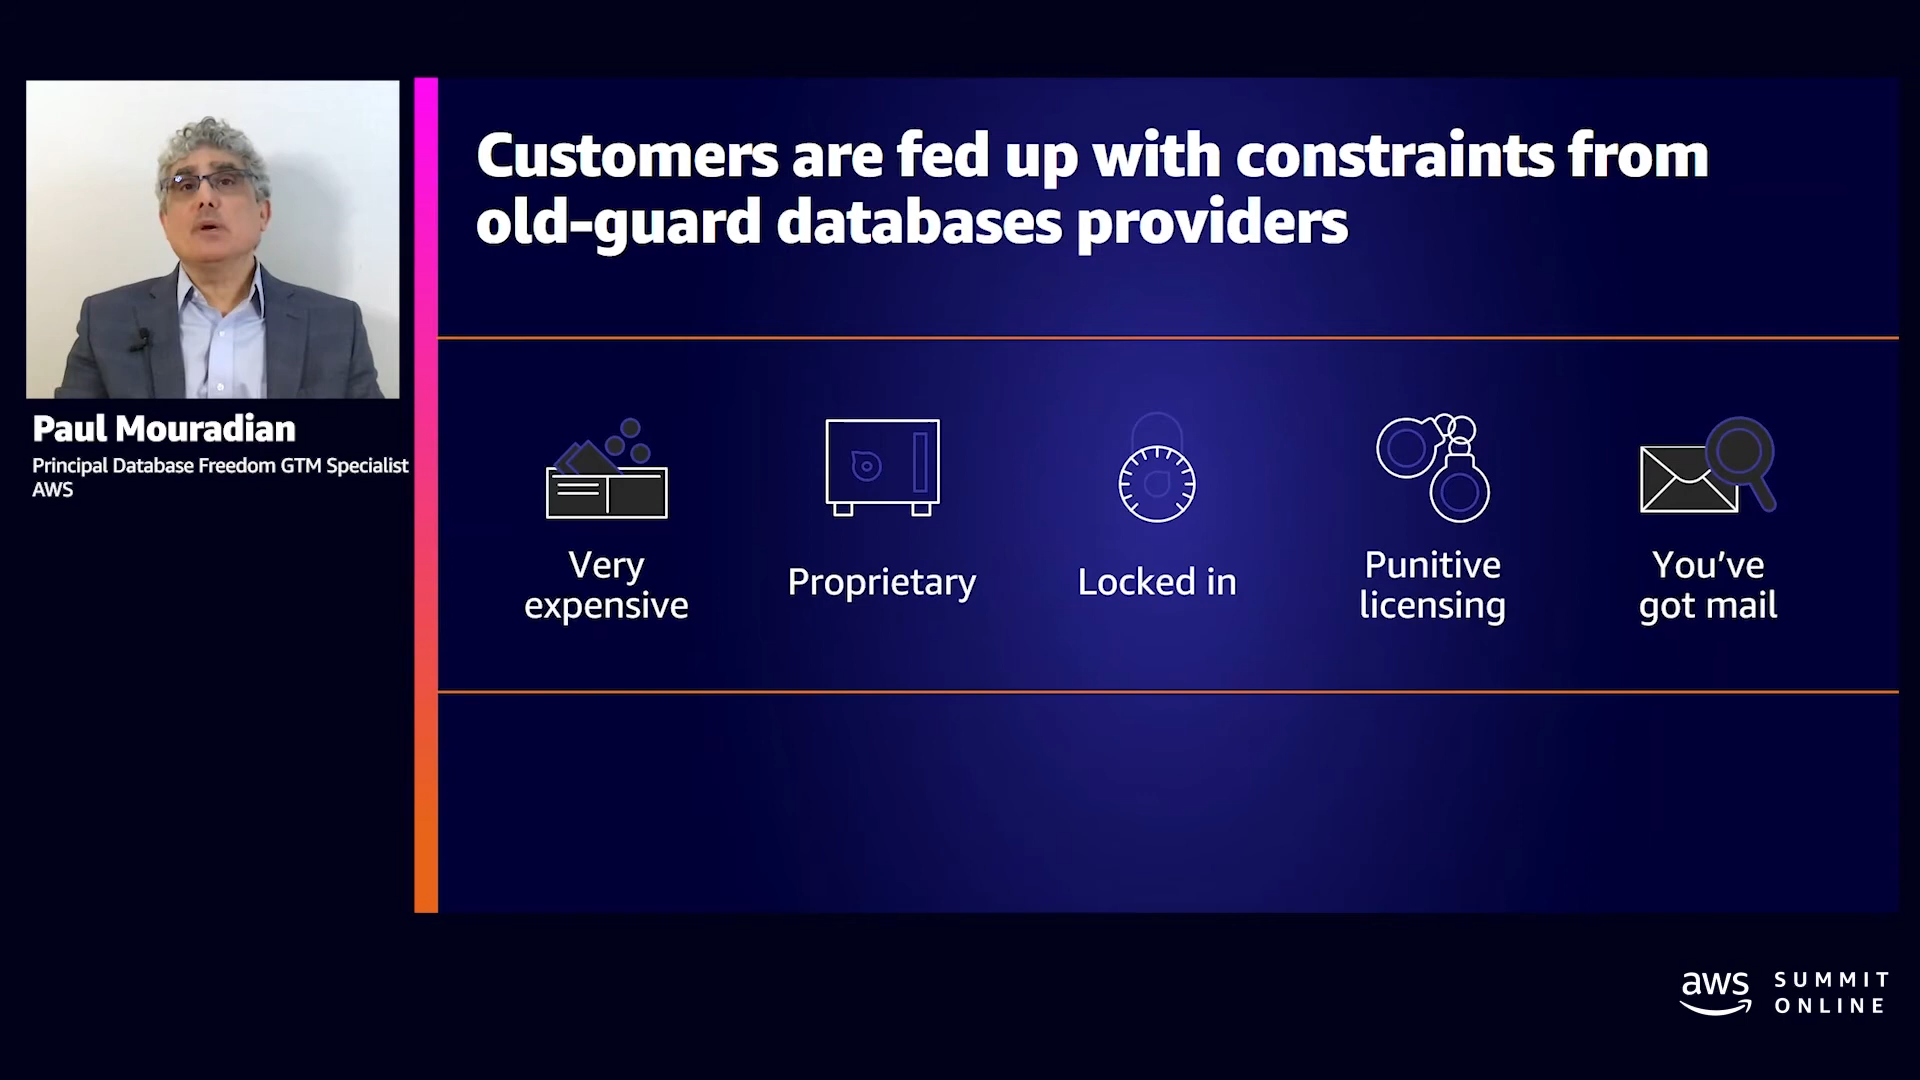 Customers are fed up with constraints from
old-guard databases providers
Paul Mouradian
Principal Database Freedom GTM Specialist
AWS
Very
expensive
Proprietary
Locked in
Punitive
licensing
You've
got mail
aws
SUMMIT
ONLINE